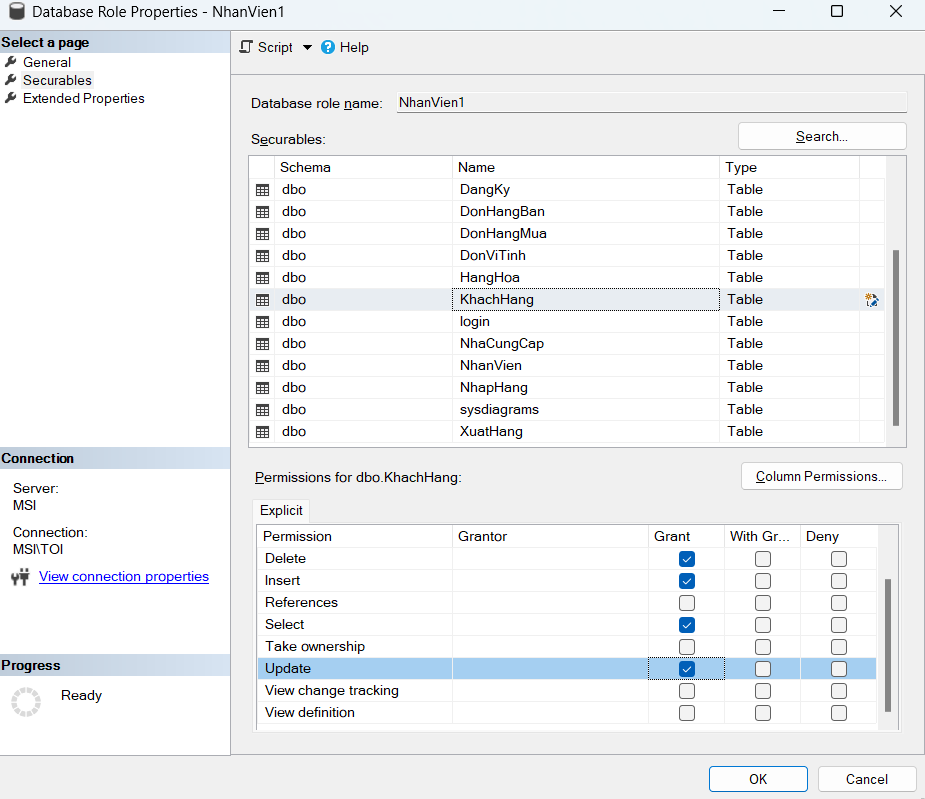 Database Role Properties - NhanVien1
Select a page
General
Securables
Extended Properties
Script Help
Database role name: NhanVien1
Securables: Search...
Schema Name Type
dbo DangKy Table
dbo DonHangBan Table
dbo DonHangMua Table
dbo DonViTinh Table
dbo HangHoa Table
dbo KhachHang Table
dbo login Table
dbo NhaCungCap Table
dbo NhanVien Table
dbo NhapHang Table
dbo sysdiagrams Table
dbo XuatHang Table
Connection
Server:
MSI
Connection:
MSI\TOI
View connection properties
Progress
Ready
Permissions for dbo.KhachHang: Column Permissions...
Explicit
Permission Grantor Grant With Gr... Deny
Delete
Insert
References
Select
Take ownership
Update
View change tracking
View definition
OK Cancel